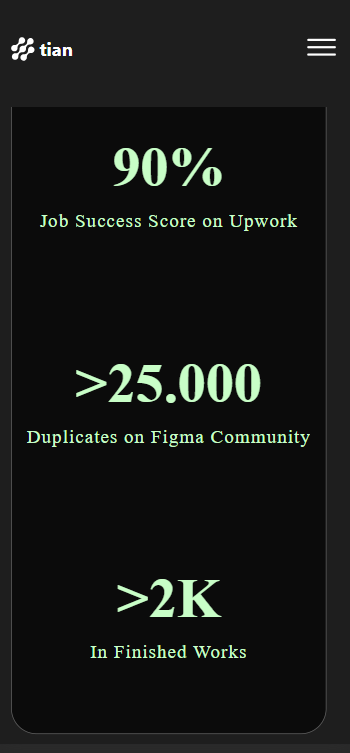 tian
90%
Job Success Score on Upwork
>25.000
Duplicates on Figma Community
>2K
In Finished Works